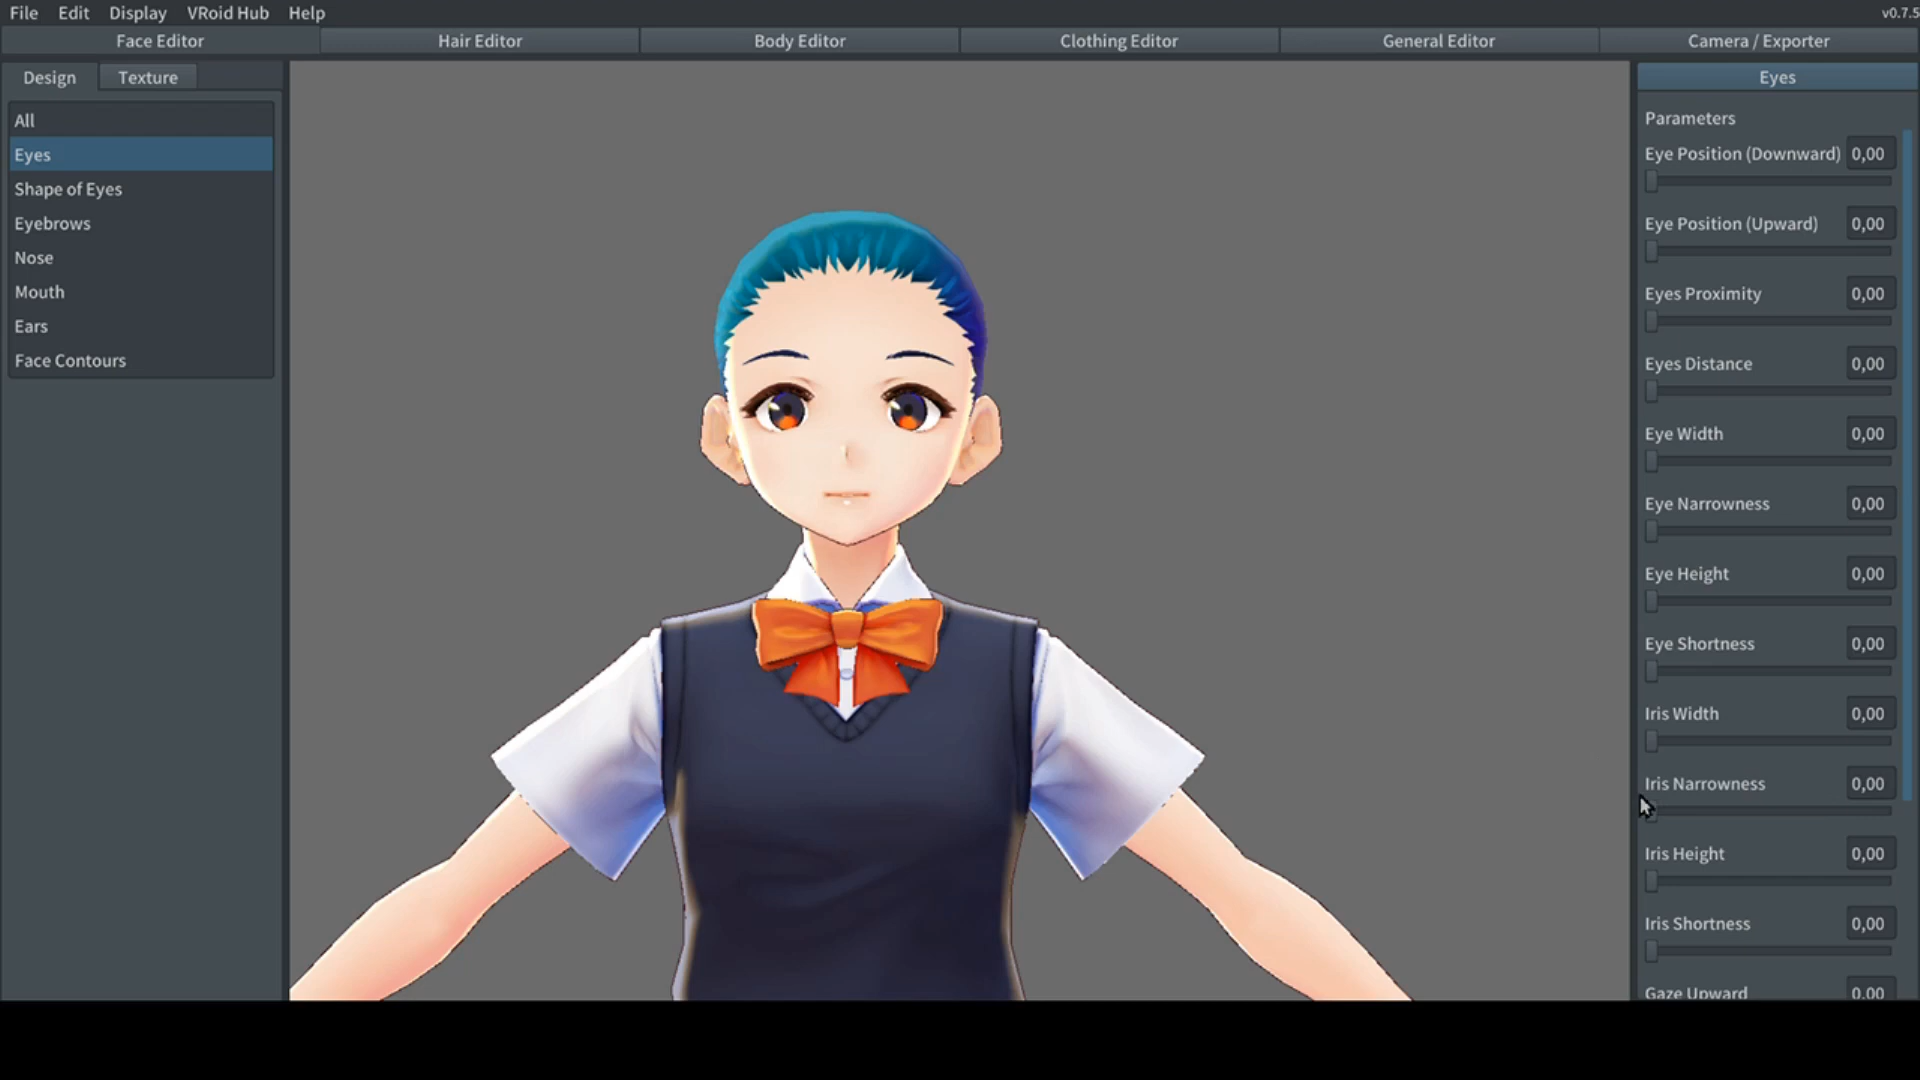 File Edit Display VRoid Hub Help v0.7.5
Face Editor Hair Editor Body Editor Clothing Editor General Editor Camera / Exporter
Design Texture
All
Eyes
Shape of Eyes
Eyebrows
Nose
Mouth
Ears
Face Contours
Eyes
Parameters
Eye Position (Downward) 0,00
Eye Position (Upward) 0,00
Eyes Proximity 0,00
Eyes Distance 0,00
Eye Width 0,00
Eye Narrowness 0,00
Eye Height 0,00
Eye Shortness 0,00
Iris Width 0,00
Iris Narrowness 0,00
Iris Height 0,00
Iris Shortness 0,00
Gaze Upward 0,00